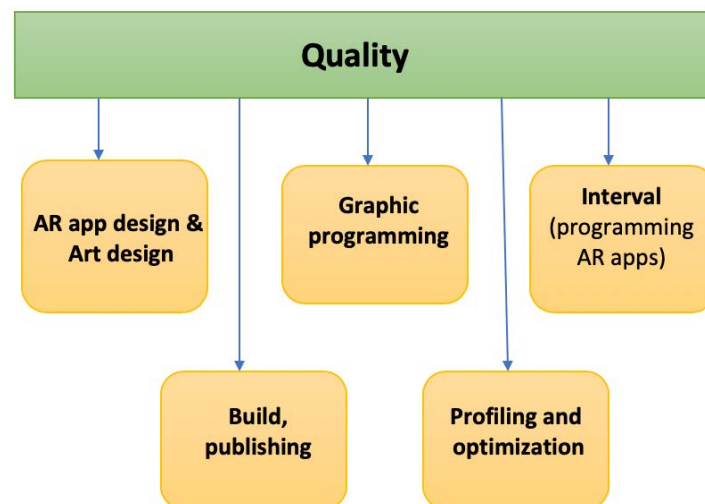 Quality
AR app design &
Art design
Graphic
programming
Interval
(programming
AR apps)
Build,
publishing
Profiling and
optimization